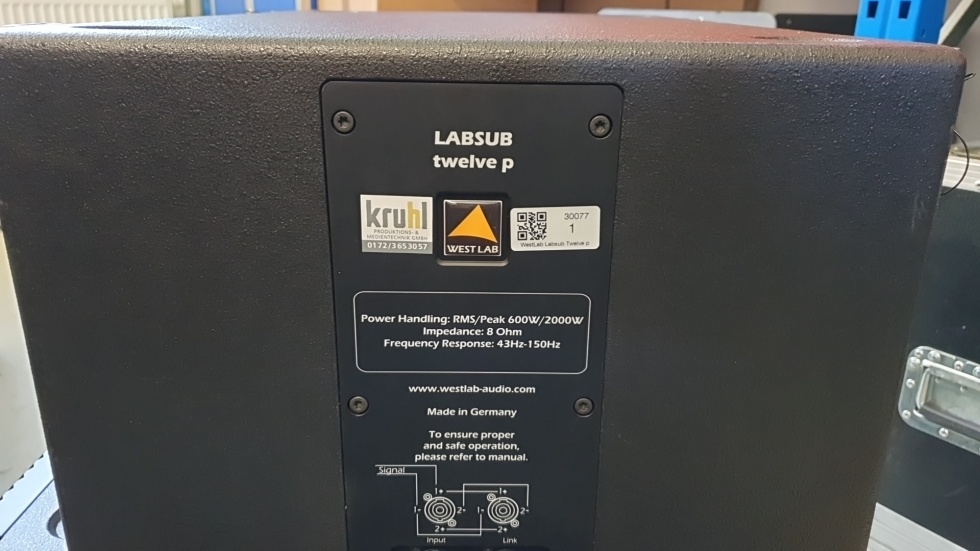 LABSUB
twelve p
kruhl
PRODUKTIONS- &
MEDIENTECHNIK GMBH
0172/3653057
WEST LAB
30077
1
WestLab Labsub Twelve p
Power Handling: RMS/Peak 600W/2000W
Impedance: 8 Ohm
Frequency Response: 43Hz-150Hz
www.westlab-audio.com
Made in Germany
To ensure proper
and safe operation,
please refer to manual.
Signal
1+ 1+
1- 2- 1- 2-
2+ 2+
Input Link